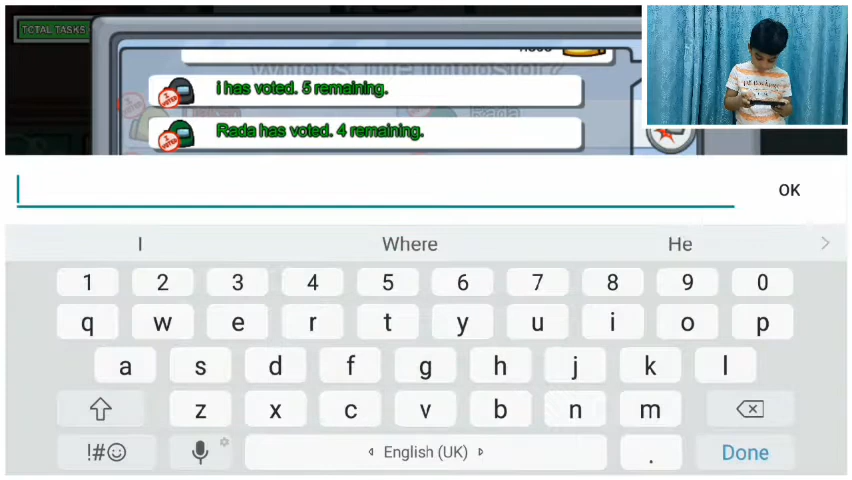 TOTAL TASKS
I has voted. 5 remaining.
Rada has voted. 4 remaining.
OK
I
Where
He
1 2 3 4 5 6 7 8 9 0
q w e r t y u i o p
a s d f g h j k l
z x c v b n m
!#☺
English (UK)
.
Done